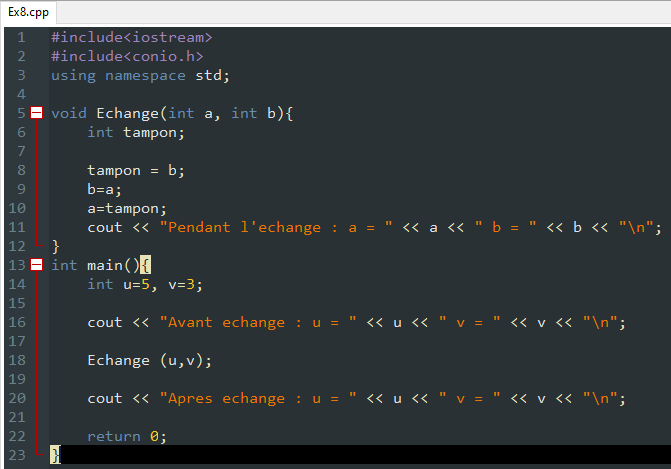 Ex8.cpp
1 #include<iostream>
2 #include<conio.h>
3 using namespace std;
4
5 void Echange(int a, int b){
6     int tampon;
7
8     tampon = b;
9     b=a;
10     a=tampon;
11     cout << "Pendant l'echange : a = " << a << " b = " << b << "\n";
12 }
13 int main(){
14     int u=5, v=3;
15
16     cout << "Avant echange : u = " << u << " v = " << v << "\n";
17
18     Echange (u,v);
19
20     cout << "Apres echange : u = " << u << " v = " << v << "\n";
21
22     return 0;
23 }